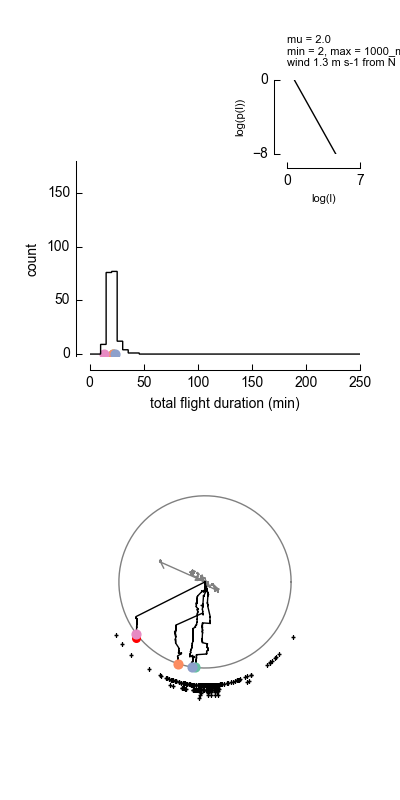 mu = 2.0
min = 2, max = 1000_m
wind 1.3 m s-1 from N
0
log(p(l))
−8
0
7
log(l)
150
100
50
0
count
0
50
100
150
200
250
total flight duration (min)